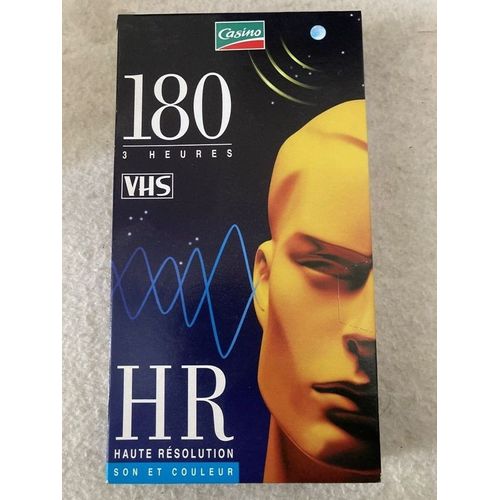 Casino
180
3 HEURES
VHS
HR
HAUTE RÉSOLUTION
SON ET COULEUR